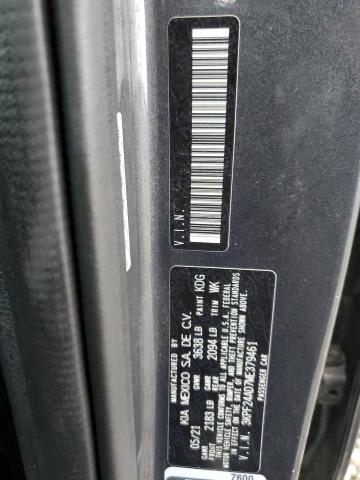 V.I.N.
KIA MEXICO S.A. DE C.V.
05/21 GVWR 3638 LB PAINT KDG
GAWR FRONT 2183 LB GAWR REAR 2094 LB TRIM WK
THIS VEHICLE CONFORMS TO ALL APPLICABLE U.S.A. FEDERAL
MOTOR VEHICLE SAFETY, BUMPER, AND THEFT PREVENTION
STANDARDS IN EFFECT ON THE DATE OF MANUFACTURE SHOWN ABOVE.
V.I.N. 3KPF24AD7ME379461
PASSENGER CAR
7600